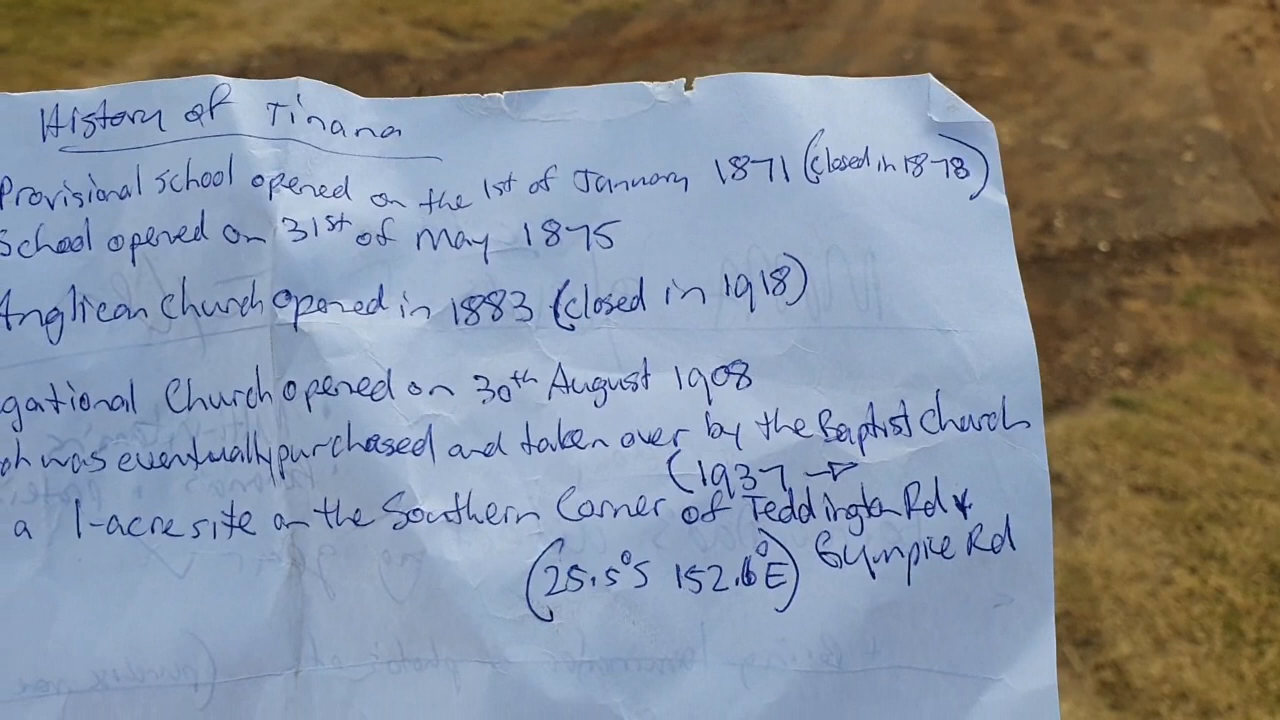 History of Tinana
Provisional school opened on the 1st of January 1871 (closed in 1878)
School opened on 31st of May 1875
Anglican Church opened in 1883 (closed in 1918)
gational Church opened on 30th August 1908
was eventually purchased and taken over by the Baptist Church
(1937 →
a 1-acre site on the Southern Corner of Teddington Rd &
Gympie Rd
(25.5°S 152.6°E)